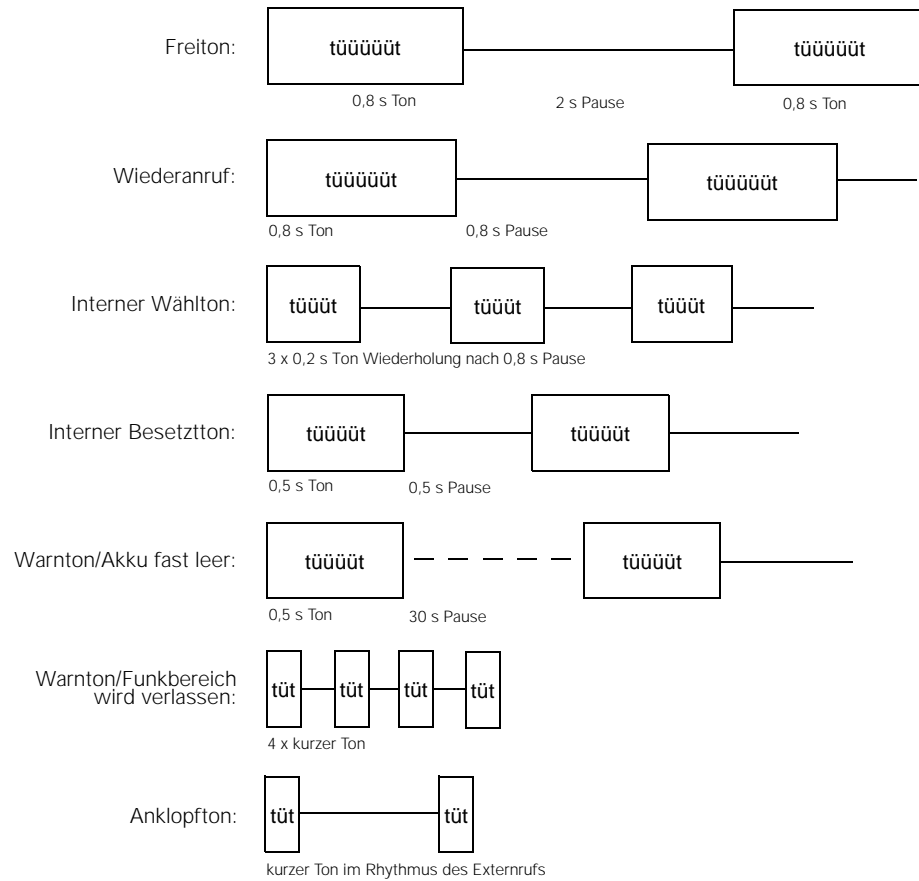 Freiton:
tüüüüüt
tüüüüüt
0,8 s Ton
2 s Pause
0,8 s Ton
Wiederanruf:
tüüüüüt
tüüüüüt
0,8 s Ton
0,8 s Pause
Interner Wählton:
tüüüt
tüüüt
tüüüt
3 x 0,2 s Ton Wiederholung nach 0,8 s Pause
Interner Besetztton:
tüüüüt
tüüüüt
0,5 s Ton
0,5 s Pause
Warnton/Akku fast leer:
tüüüüt
tüüüüt
0,5 s Ton
30 s Pause
Warnton/Funkbereich
wird verlassen:
tüt
tüt
tüt
tüt
4 x kurzer Ton
Anklopfton:
tüt
tüt
kurzer Ton im Rhythmus des Externrufs